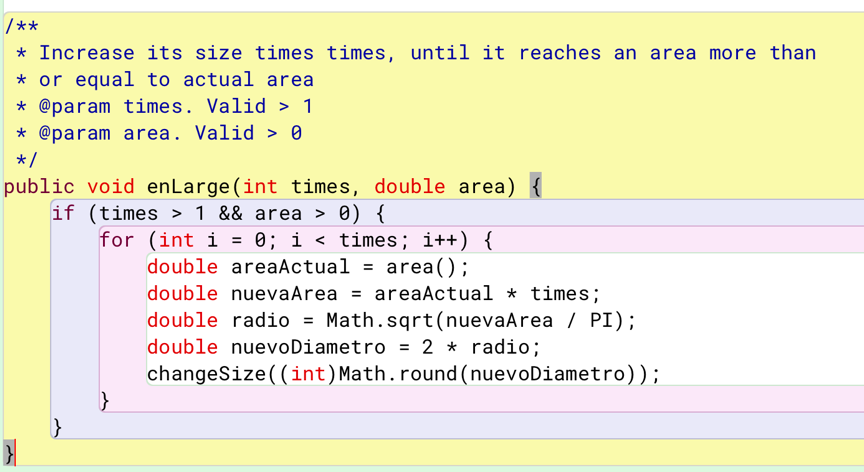 /**
 * Increase its size times times, until it reaches an area more than
 * or equal to actual area
 * @param times. Valid > 1
 * @param area. Valid > 0
 */
public void enLarge(int times, double area) {
    if (times > 1 && area > 0) {
        for (int i = 0; i < times; i++) {
            double areaActual = area();
            double nuevaArea = areaActual * times;
            double radio = Math.sqrt(nuevaArea / PI);
            double nuevoDiametro = 2 * radio;
            changeSize((int)Math.round(nuevoDiametro));
        }
    }
}